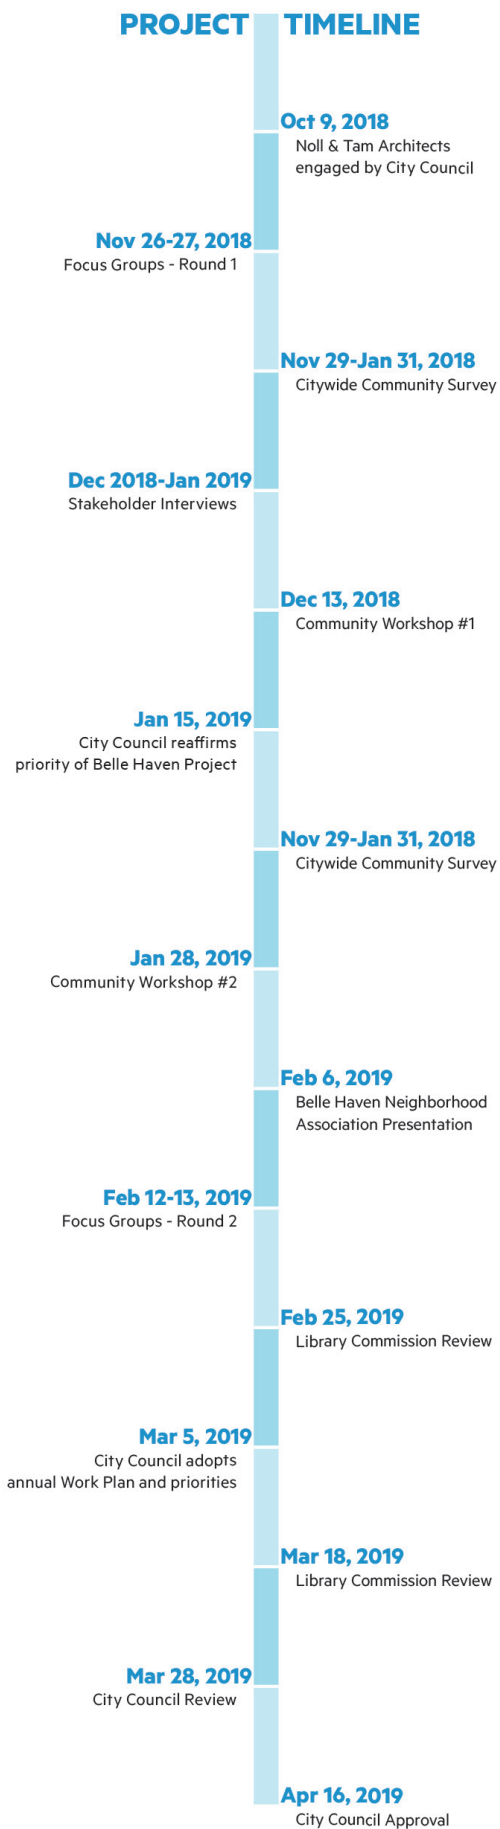 PROJECT TIMELINE
Oct 9, 2018
Noll & Tam Architects
engaged by City Council
Nov 26-27, 2018
Focus Groups - Round 1
Nov 29-Jan 31, 2018
Citywide Community Survey
Dec 2018-Jan 2019
Stakeholder Interviews
Dec 13, 2018
Community Workshop #1
Jan 15, 2019
City Council reaffirms
priority of Belle Haven Project
Nov 29-Jan 31, 2018
Citywide Community Survey
Jan 28, 2019
Community Workshop #2
Feb 6, 2019
Belle Haven Neighborhood
Association Presentation
Feb 12-13, 2019
Focus Groups - Round 2
Feb 25, 2019
Library Commission Review
Mar 5, 2019
City Council adopts
annual Work Plan and priorities
Mar 18, 2019
Library Commission Review
Mar 28, 2019
City Council Review
Apr 16, 2019
City Council Approval